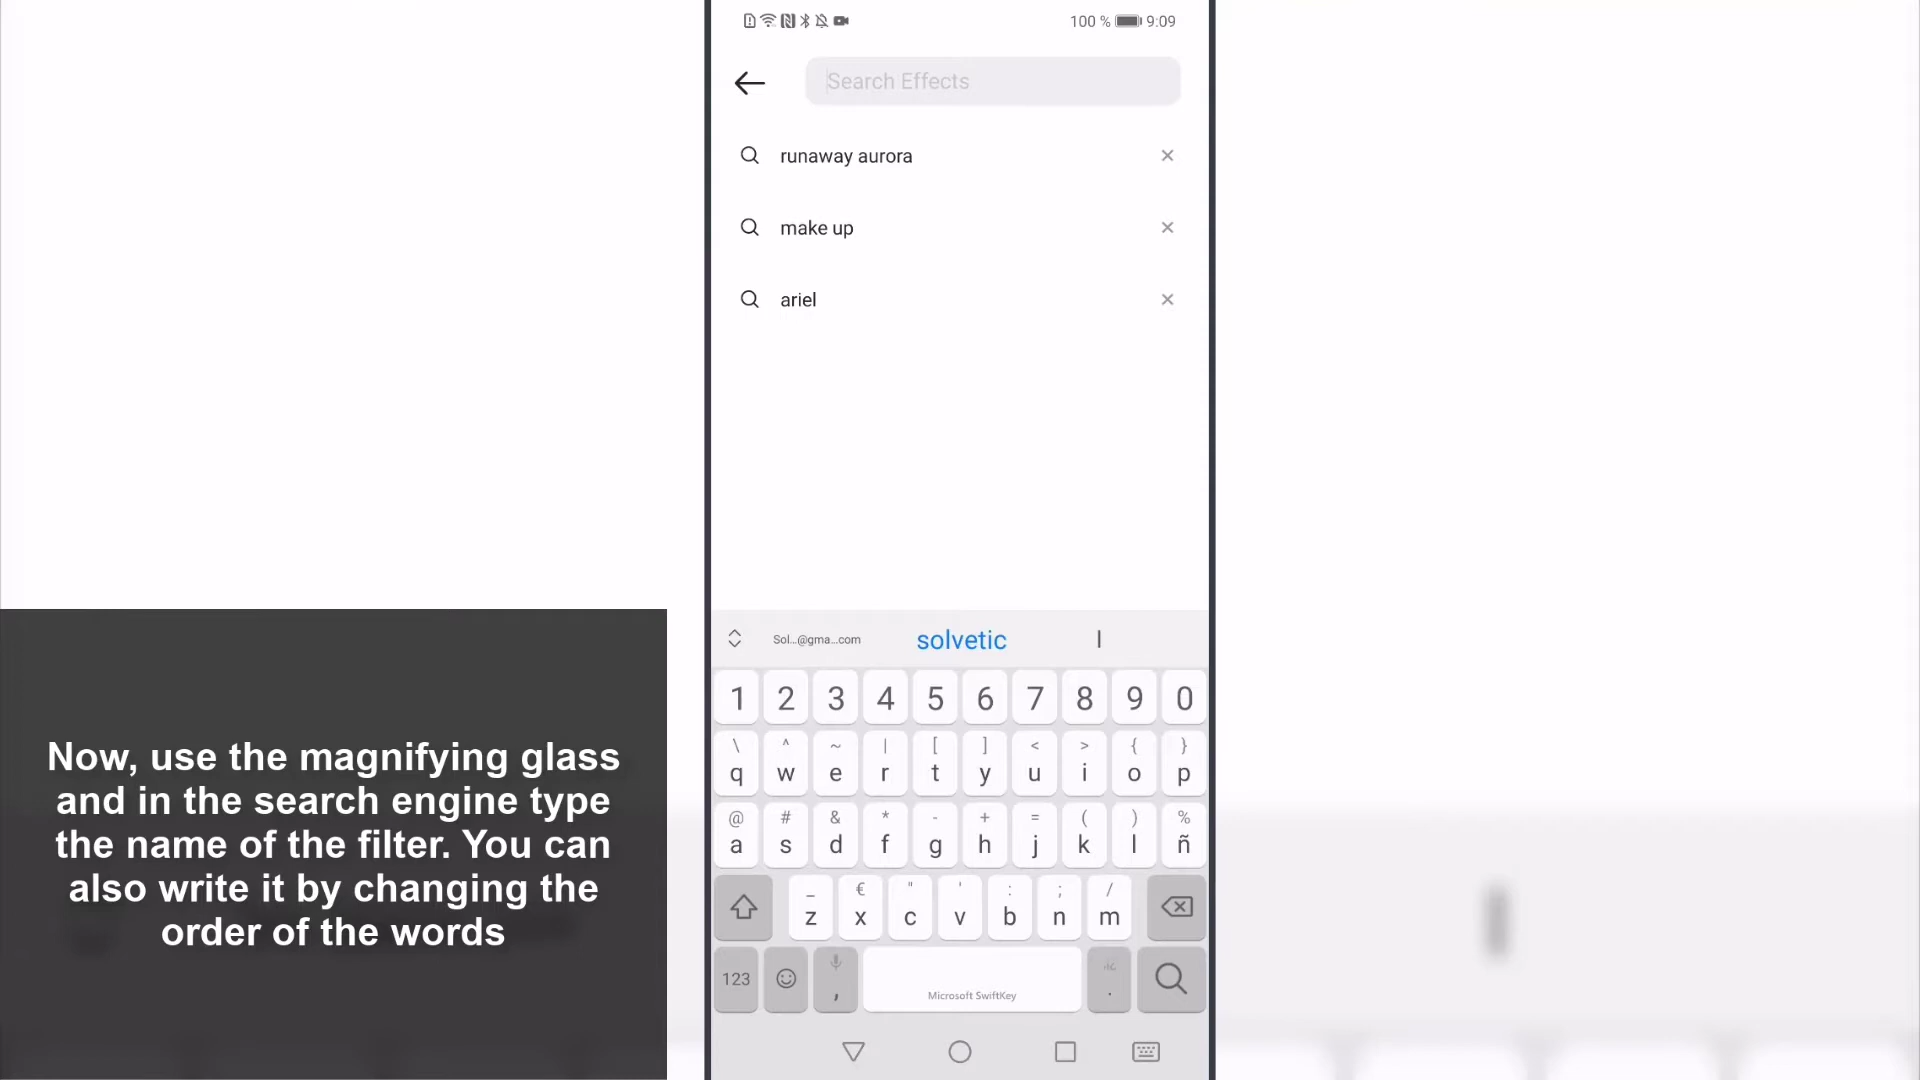 100 % 9:09
Search Effects
runaway aurora
make up
ariel
Sol...@gma...com solvetic I
1 2 3 4 5 6 7 8 9 0
\ ^ ~ | [ ] < > { }
q w e r t y u i o p
@ # & * - + = ( ) %
a s d f g h j k l ñ
_ € " ' : ; /
z x c v b n m
123 , Microsoft SwiftKey .
Now, use the magnifying glass
and in the search engine type
the name of the filter. You can
also write it by changing the
order of the words